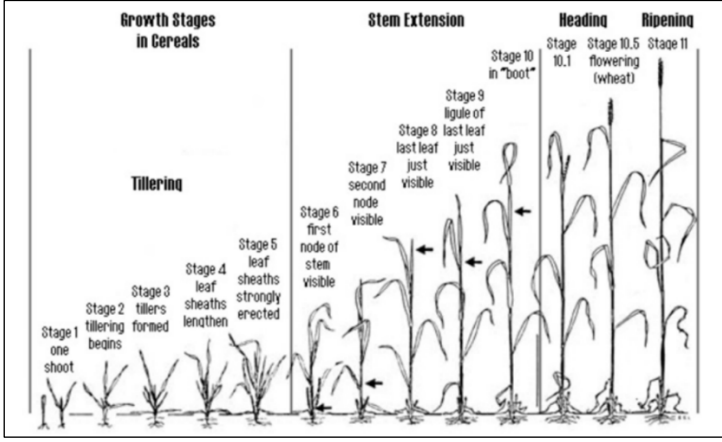 Growth Stages
in Cereals
Stem Extension
Heading
Ripening
Tillering
Stage 1
one
shoot
Stage 2
tillering
begins
Stage 3
tillers
formed
Stage 4
leaf
sheaths
lengthen
Stage 5
leaf
sheaths
strongly
erected
Stage 6
first
node of
stem
visible
Stage 7
second
node
visible
Stage 8
last leaf
just
visible
Stage 9
ligule of
last leaf
just
visible
Stage 10
in "boot"
Stage
10.1
Stage 10.5
flowering
(wheat)
Stage 11